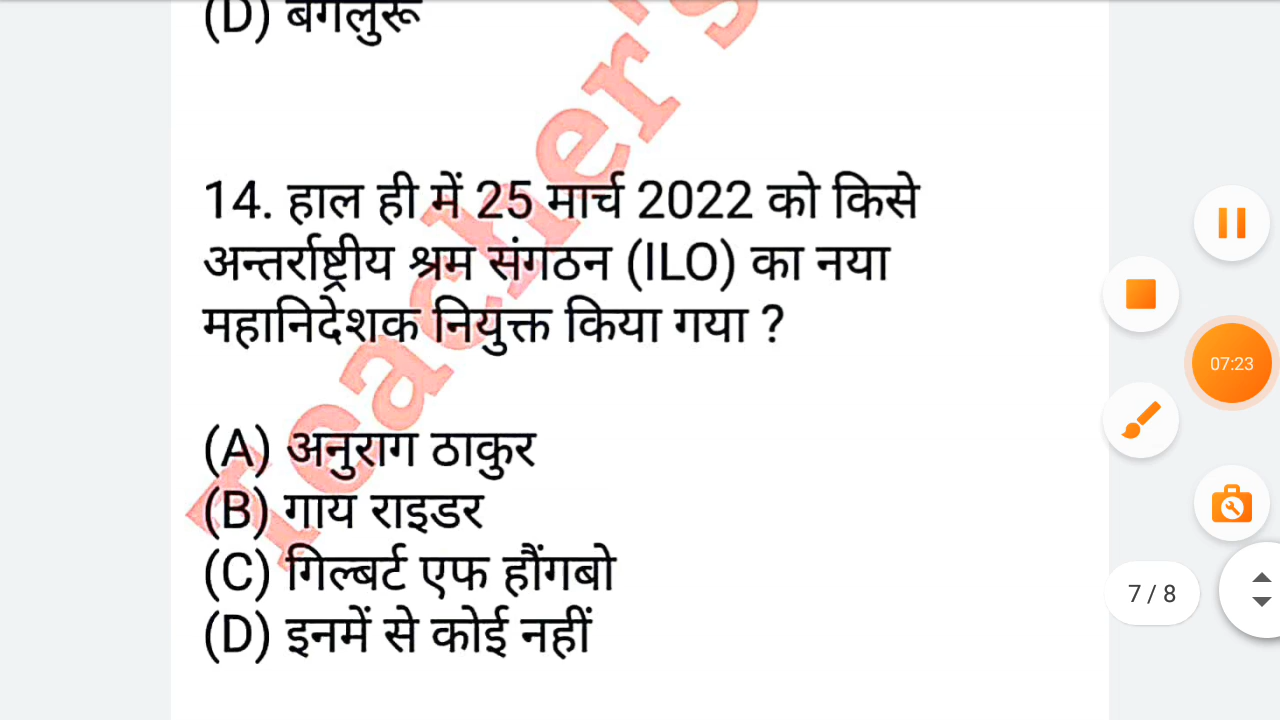 (D) बेंगलुरू
Teacher's
14. हाल ही में 25 मार्च 2022 को किसे
अन्तर्राष्ट्रीय श्रम संगठन (ILO) का नया
महानिदेशक नियुक्त किया गया ?
(A) अनुराग ठाकुर
(B) गाय राइडर
(C) गिल्बर्ट एफ हौंगबो
(D) इनमें से कोई नहीं
07:23
7 / 8